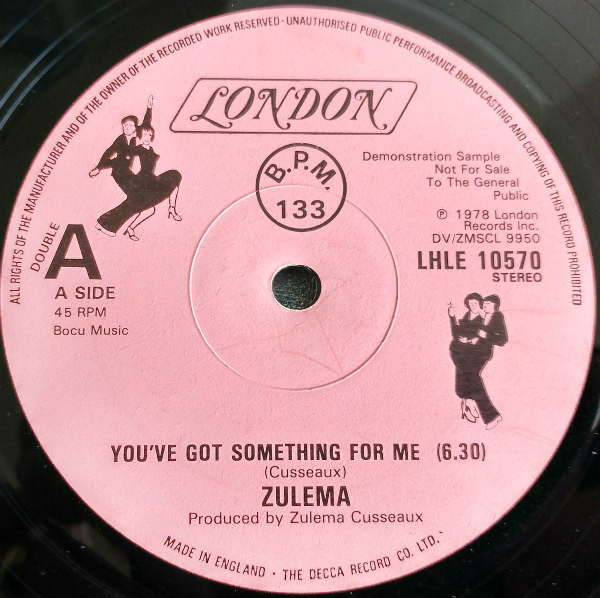 ALL RIGHTS OF THE MANUFACTURER AND OF THE OWNER OF THE RECORDED WORK RESERVED · UNAUTHORISED PUBLIC PERFORMANCE BROADCASTING AND COPYING OF THIS RECORD PROHIBITED
LONDON
B.P.M.
133
Demonstration Sample
Not For Sale
To The General
Public
℗ 1978 London
Records Inc.
DV/ZMSCL 9950
LHLE 10570
STEREO
DOUBLE
A
A SIDE
45 RPM
Bocu Music
YOU'VE GOT SOMETHING FOR ME (6.30)
(Cusseaux)
ZULEMA
Produced by Zulema Cusseaux
MADE IN ENGLAND · THE DECCA RECORD CO. LTD.